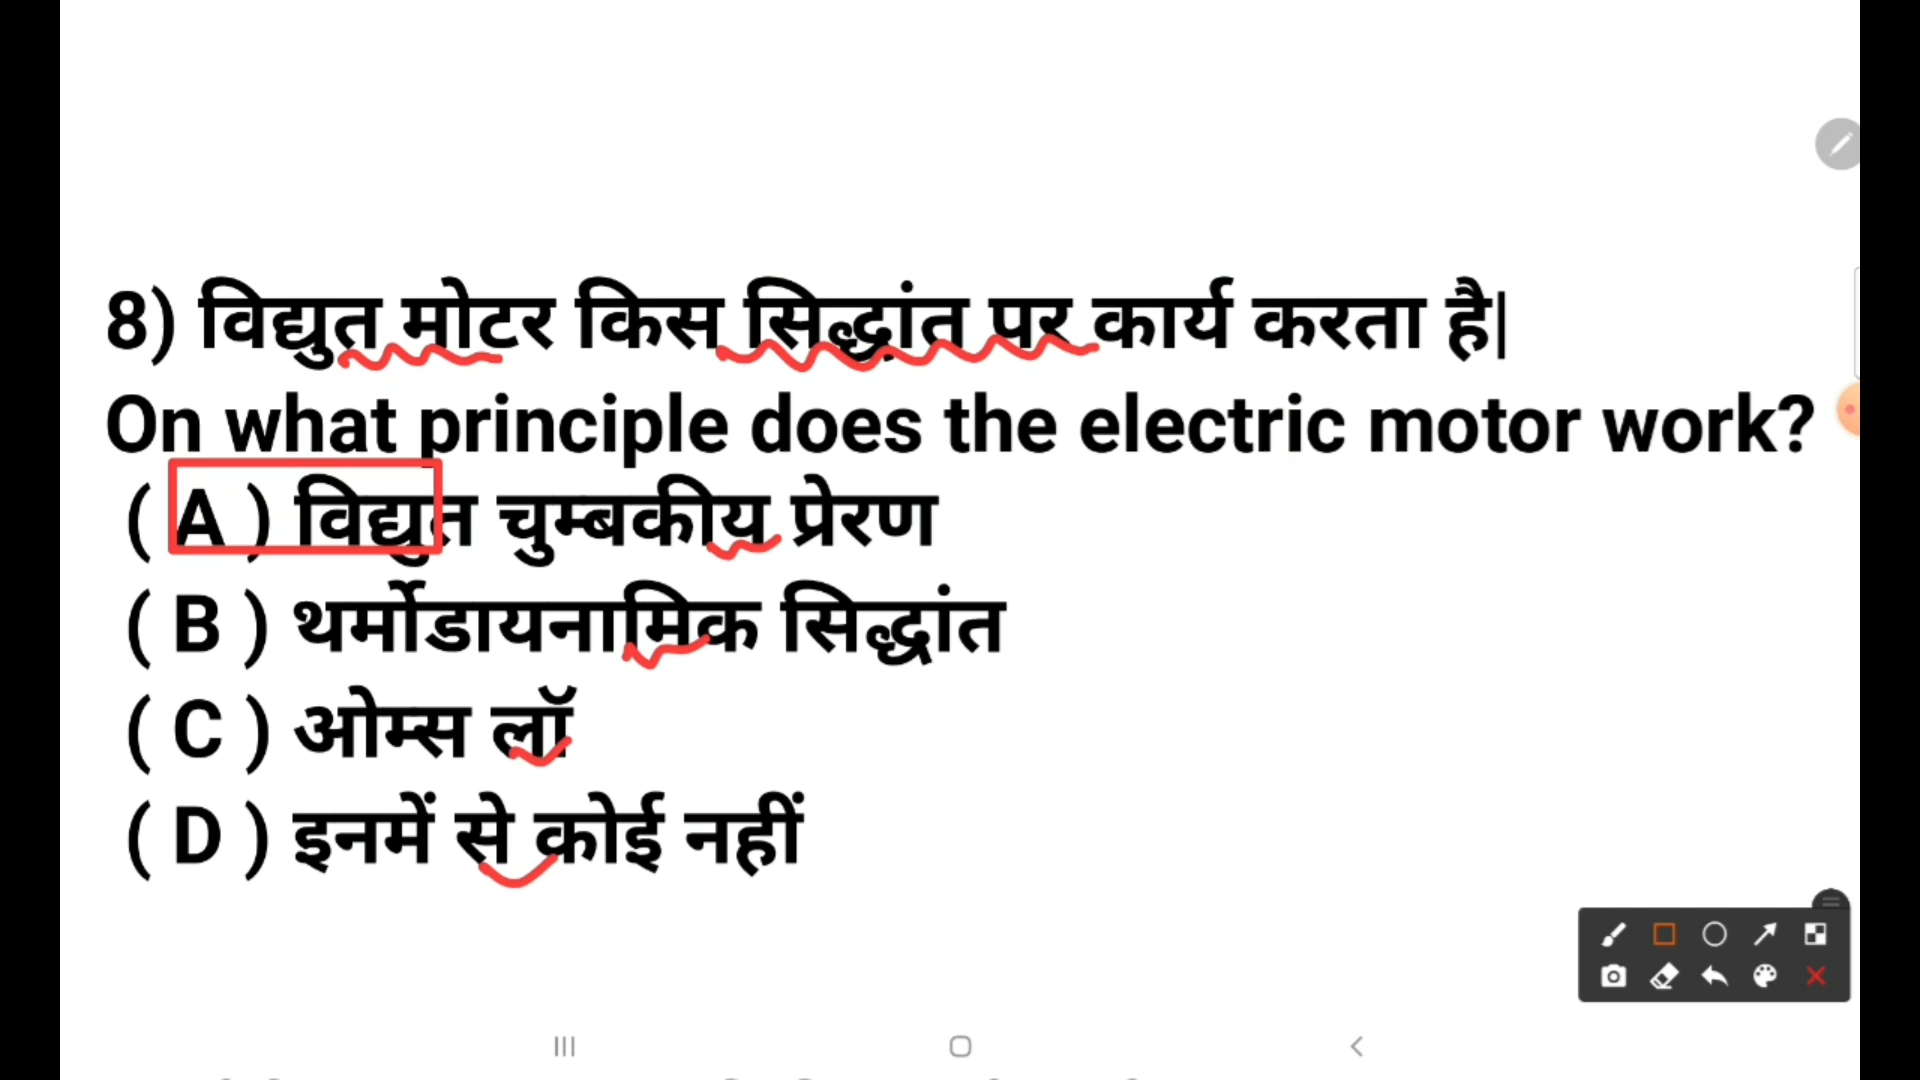 8) विद्युत मोटर किस सिद्धांत पर कार्य करता है|
On what principle does the electric motor work?
( A ) विद्युत चुम्बकीय प्रेरण
( B ) थर्मोडायनामिक सिद्धांत
( C ) ओम्स लॉ
( D ) इनमें से कोई नहीं